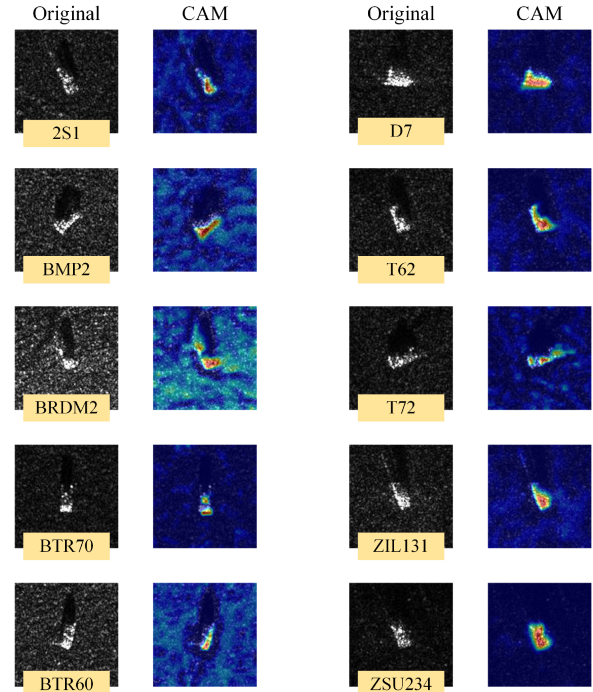 Original CAM Original CAM
2S1 D7
BMP2 T62
BRDM2 T72
BTR70 ZIL131
BTR60 ZSU234